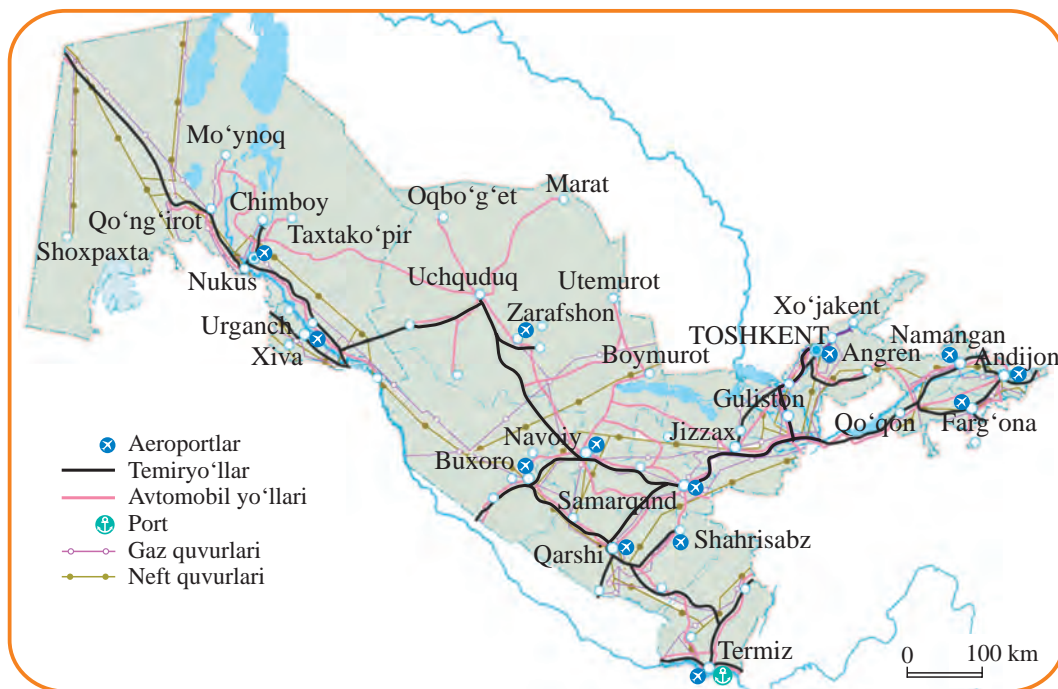 Mo‘ynoq
Chimboy
Oqbo‘g‘et
Marat
Qo‘ng‘irot
Taxtako‘pir
Shoxpaxta
Nukus
Uchquduq
Utemurot
Xo‘jakent
Zarafshon
Urganch
TOSHKENT
Namangan
Xiva
Boymurot
Angren
Andijon
Guliston
Qo‘qon
Farg‘ona
Navoiy
Jizzax
Buxoro
Samarqand
Qarshi
Shahrisabz
Termiz
Aeroportlar
Temiryo‘llar
Avtomobil yo‘llari
Port
Gaz quvurlari
Neft quvurlari
0 100 km